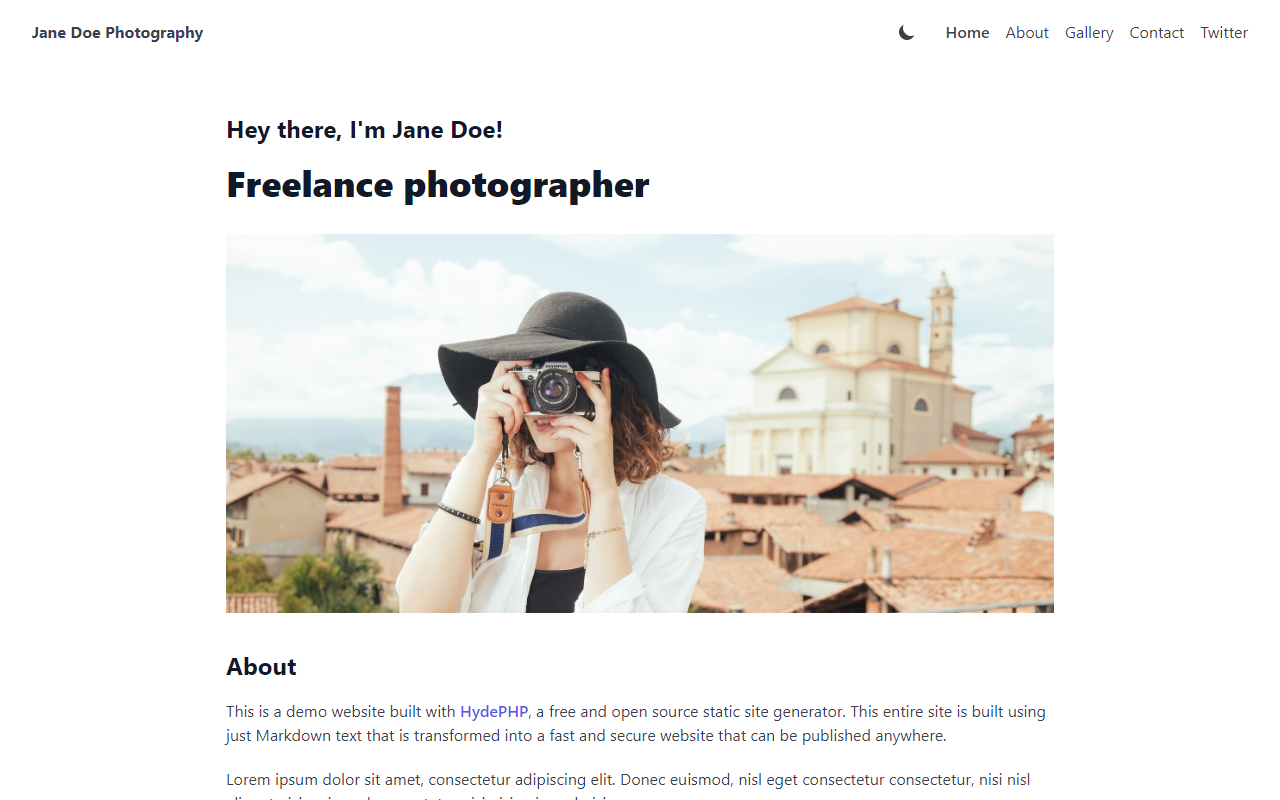 Jane Doe Photography
Home About Gallery Contact Twitter
Hey there, I'm Jane Doe!
Freelance photographer
OLYMPUS
About
This is a demo website built with HydePHP, a free and open source static site generator. This entire site is built using
just Markdown text that is transformed into a fast and secure website that can be published anywhere.
Lorem ipsum dolor sit amet, consectetur adipiscing elit. Donec euismod, nisl eget consectetur consectetur, nisi nisl